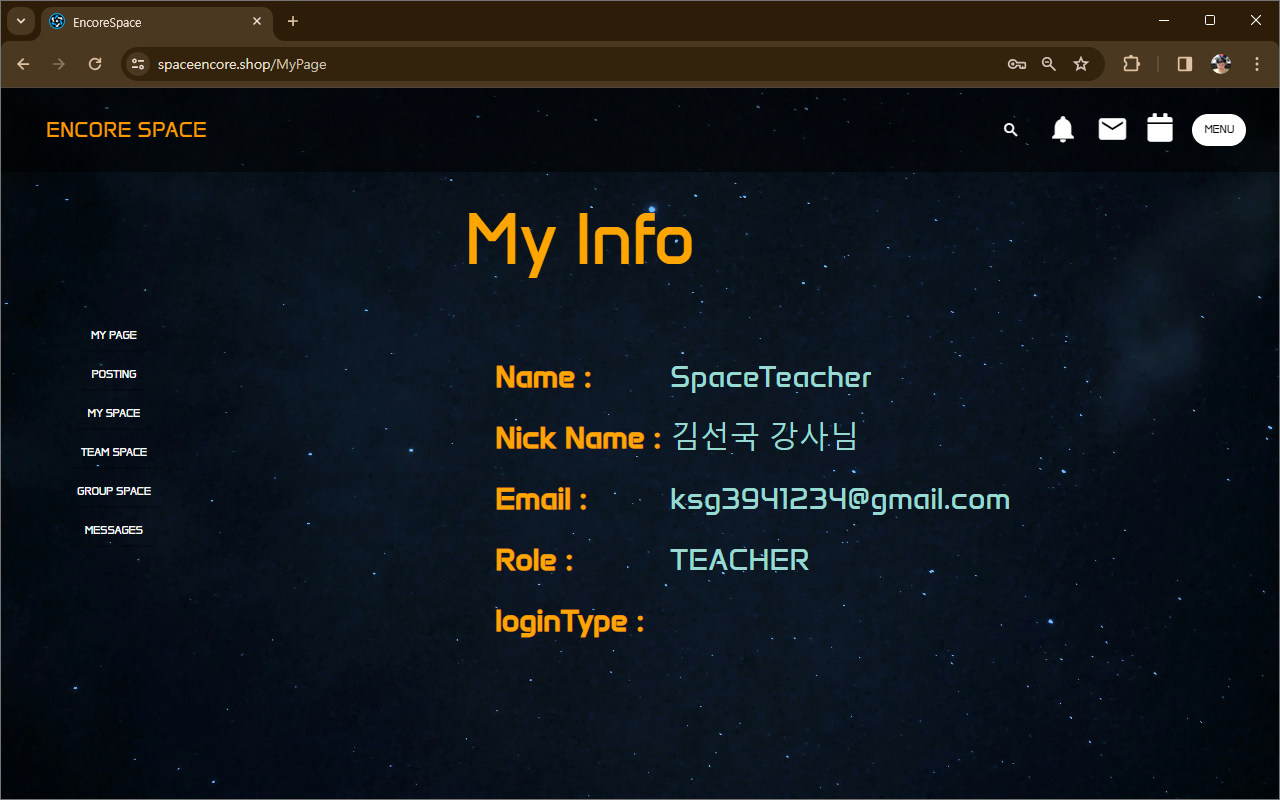 EncoreSpace
spaceencore.shop/MyPage
ENCORE SPACE
MENU
My Info
MY PAGE
POSTING
MY SPACE
TEAM SPACE
GROUP SPACE
MESSAGES
Name : SpaceTeacher
Nick Name : 김선국 강사님
Email : ksg3941234@gmail.com
Role : TEACHER
loginType :